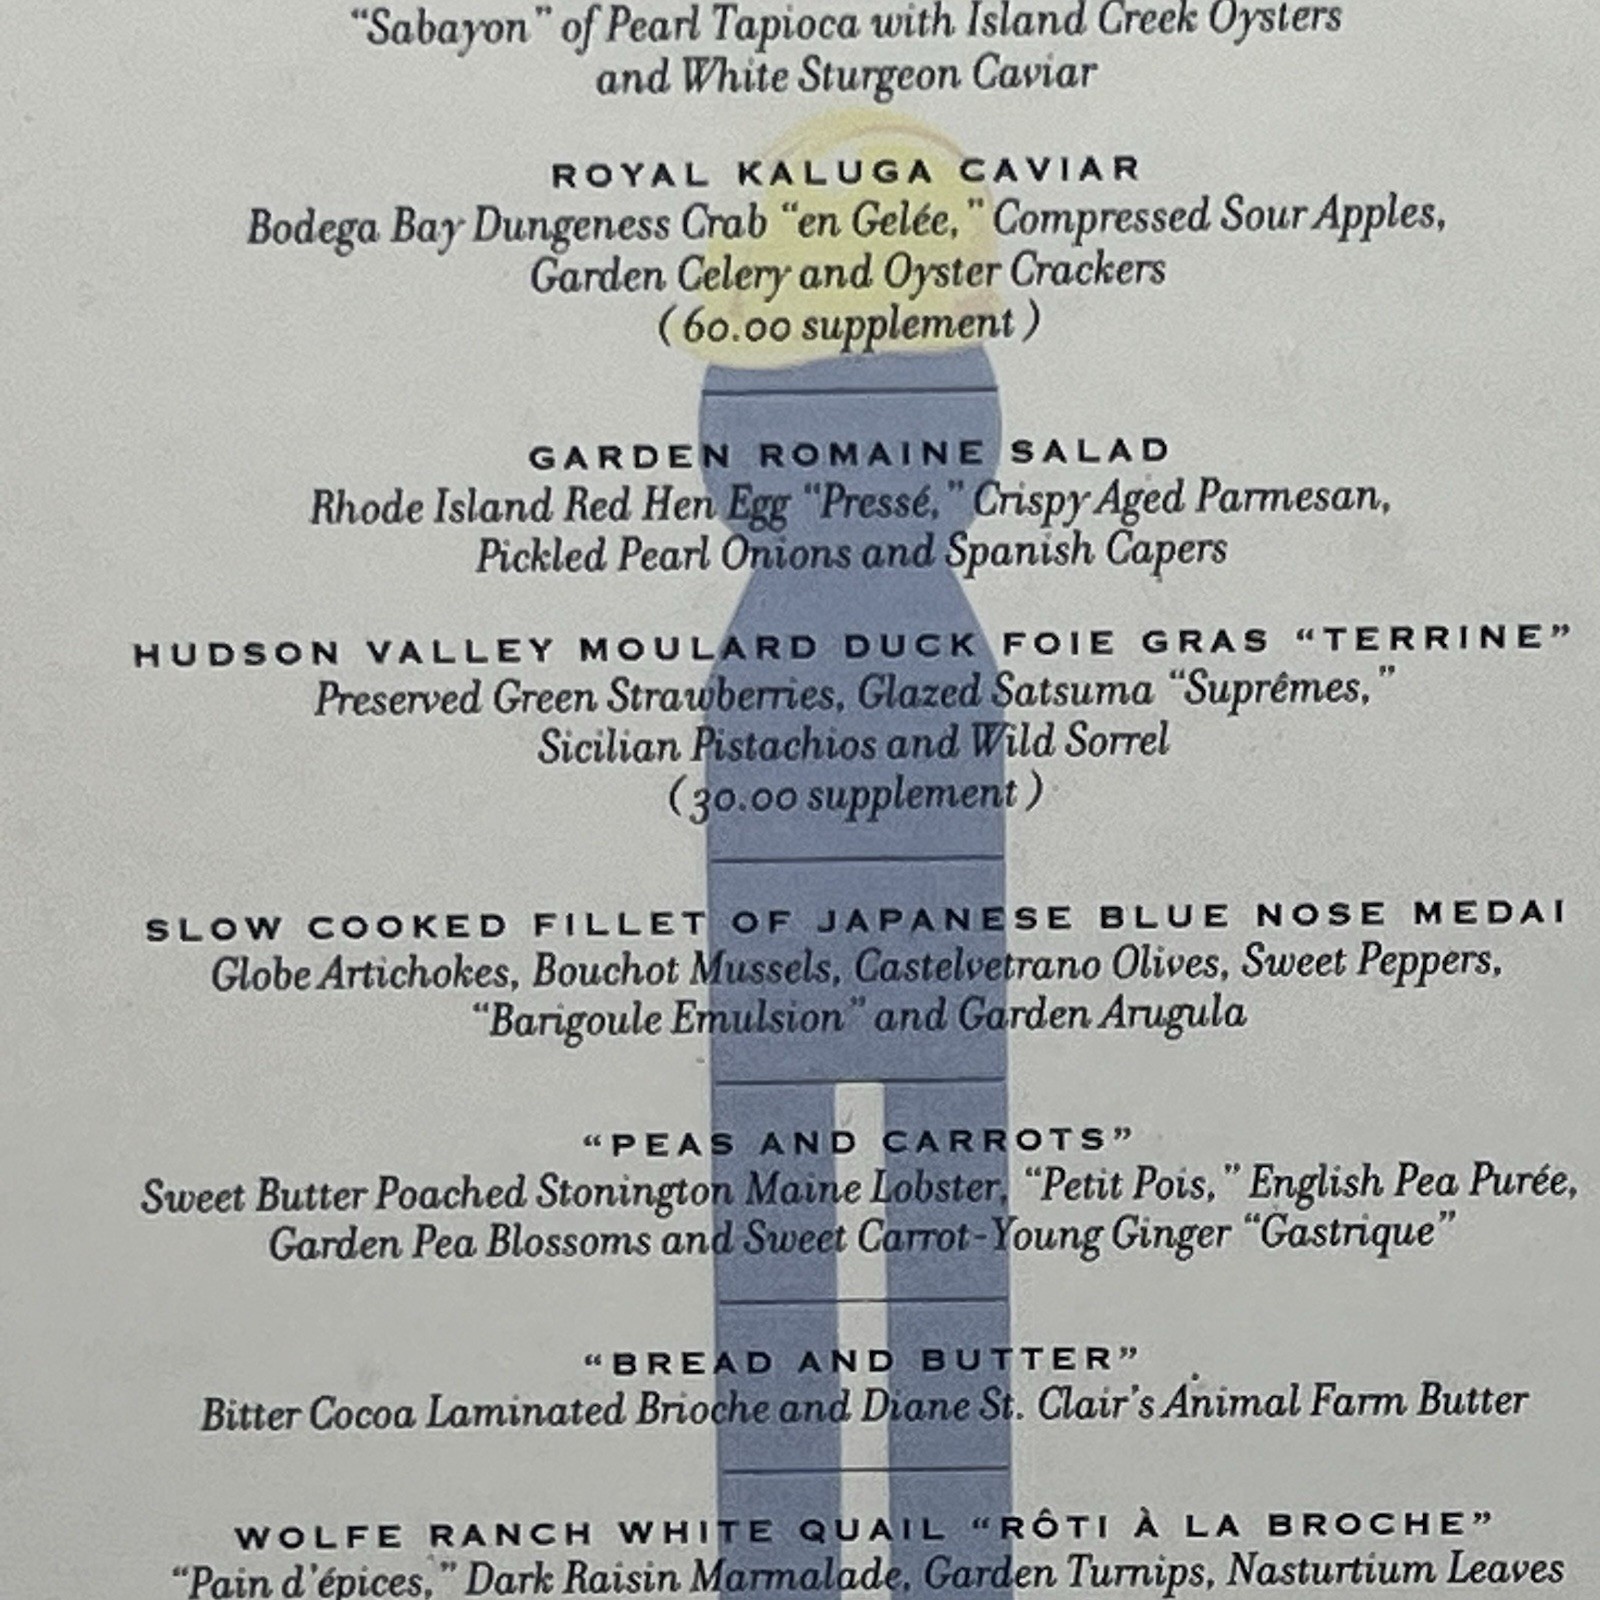 “Sabayon” of Pearl Tapioca with Island Creek Oysters
and White Sturgeon Caviar
ROYAL KALUGA CAVIAR
Bodega Bay Dungeness Crab “en Gelée,” Compressed Sour Apples,
Garden Celery and Oyster Crackers
(60.00 supplement)
GARDEN ROMAINE SALAD
Rhode Island Red Hen Egg “Pressé,” Crispy Aged Parmesan,
Pickled Pearl Onions and Spanish Capers
HUDSON VALLEY MOULARD DUCK FOIE GRAS “TERRINE”
Preserved Green Strawberries, Glazed Satsuma “Suprêmes,”
Sicilian Pistachios and Wild Sorrel
(30.00 supplement)
SLOW COOKED FILLET OF JAPANESE BLUE NOSE MEDAI
Globe Artichokes, Bouchot Mussels, Castelvetrano Olives, Sweet Peppers,
“Barigoule Emulsion” and Garden Arugula
“PEAS AND CARROTS”
Sweet Butter Poached Stonington Maine Lobster, “Petit Pois,” English Pea Purée,
Garden Pea Blossoms and Sweet Carrot-Young Ginger “Gastrique”
“BREAD AND BUTTER”
Bitter Cocoa Laminated Brioche and Diane St. Clair’s Animal Farm Butter
WOLFE RANCH WHITE QUAIL “RÔTI À LA BROCHE”
“Pain d’épices,” Dark Raisin Marmalade, Garden Turnips, Nasturtium Leaves